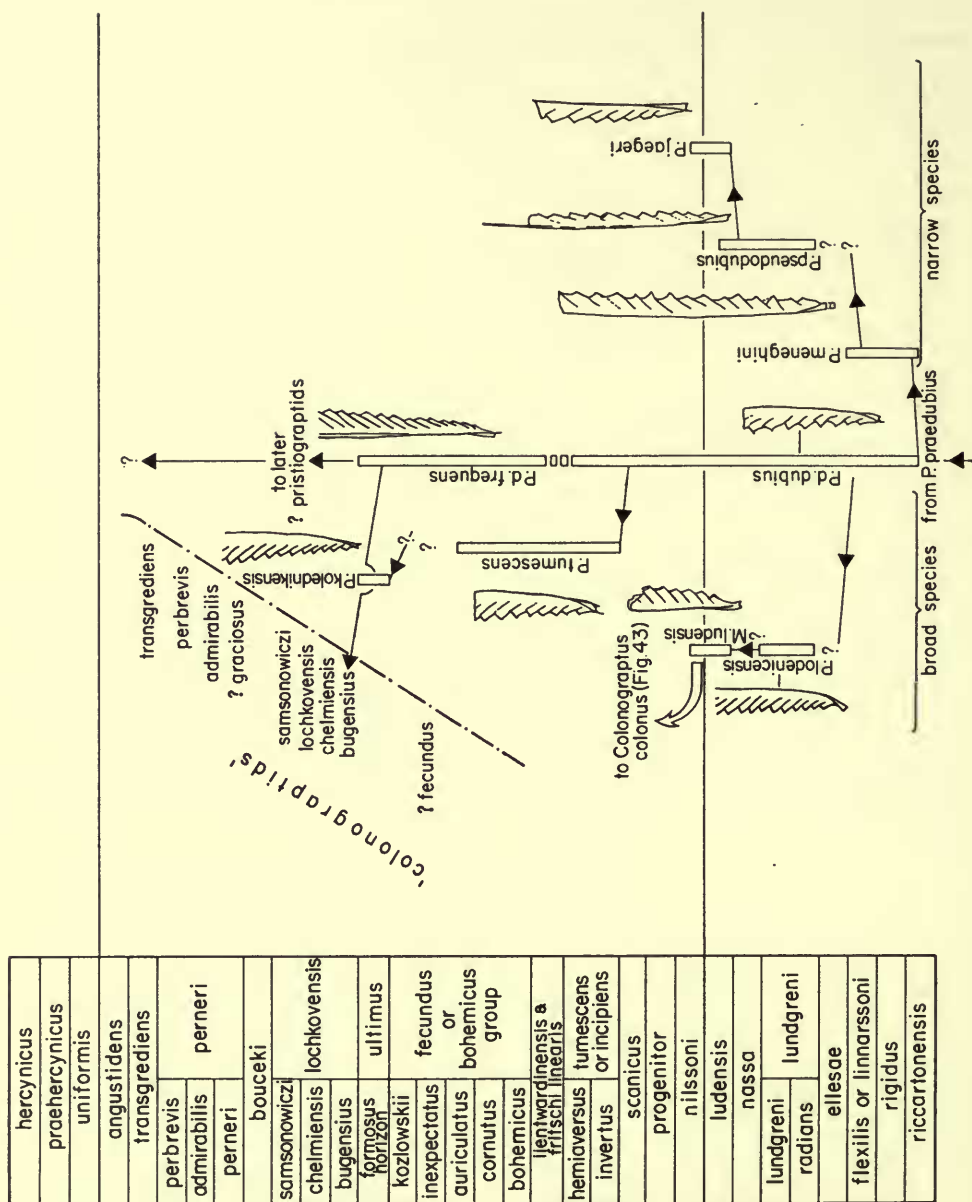 hercynicus
praehercynicus
uniformis
angustidens
transgrediens
perbrevis
admirabilis
perneri
perneri
bouceki
samsonowiczi
chelmiensis
lochkovensis
bugensius
formosus
horizon
ultimus
kozlowskii
inexpectatus
auriculatus
cornutus
bohemicus
fecundus
or
bohemicus
group
leintwardinensis &
fritschi linearis
hemiaversus
invertus
tumescens
or incipiens
scanicus
progenitor
nilssoni
ludensis
nassa
lundgreni
radians
lundgreni
ellesae
flexilis or linnarssoni
rigidus
riccartonensis
'colonograptids'
transgrediens
perbrevis
admirabilis
? graciosus
samsonowiczi
lochkovensis
chelmiensis
bugensius
? fecundus
?
to later
? pristiograptids
P. kolednikensis
?
?
P.d. frequens
P. tumescens
to Colonograptus
colonus (Fig. 43)
M. ludensis
?
P. lodenicensis
?
P.d. dubius
P. jaegeri
P. pseudodubius
?
?
P. meneghini
broad species
from P. praedubius
narrow species